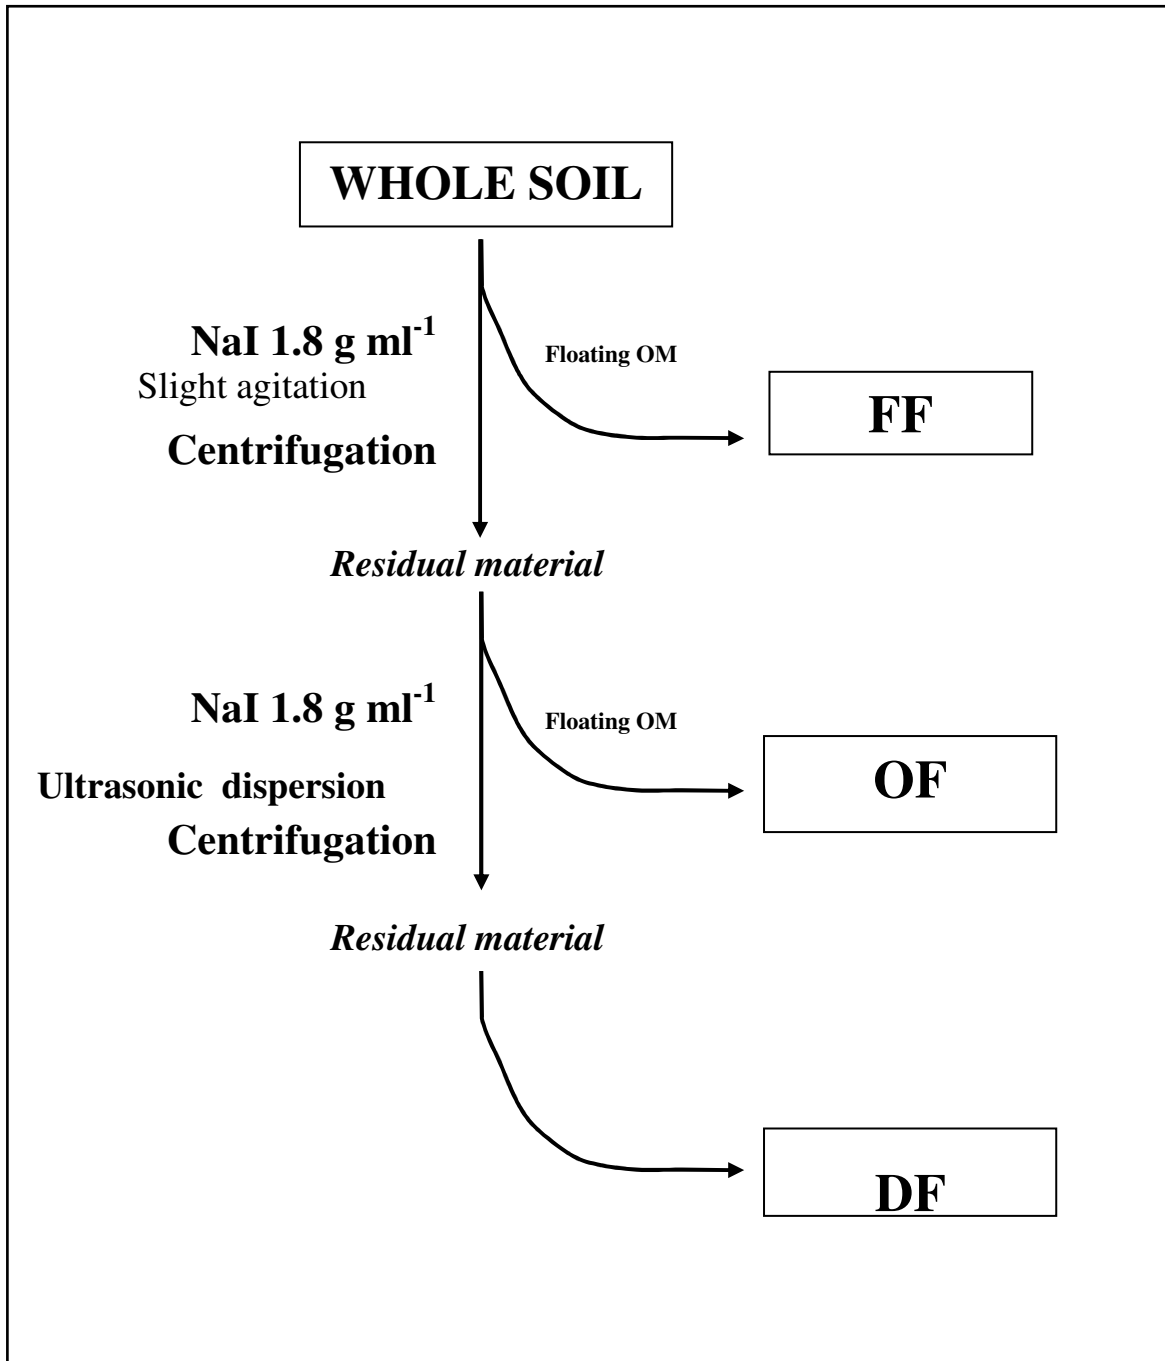 WHOLE SOIL
NaI 1.8 g ml⁻¹
Floating OM
Slight agitation
FF
Centrifugation
Residual material
NaI 1.8 g ml⁻¹
Floating OM
OF
Ultrasonic dispersion
Centrifugation
Residual material
DF